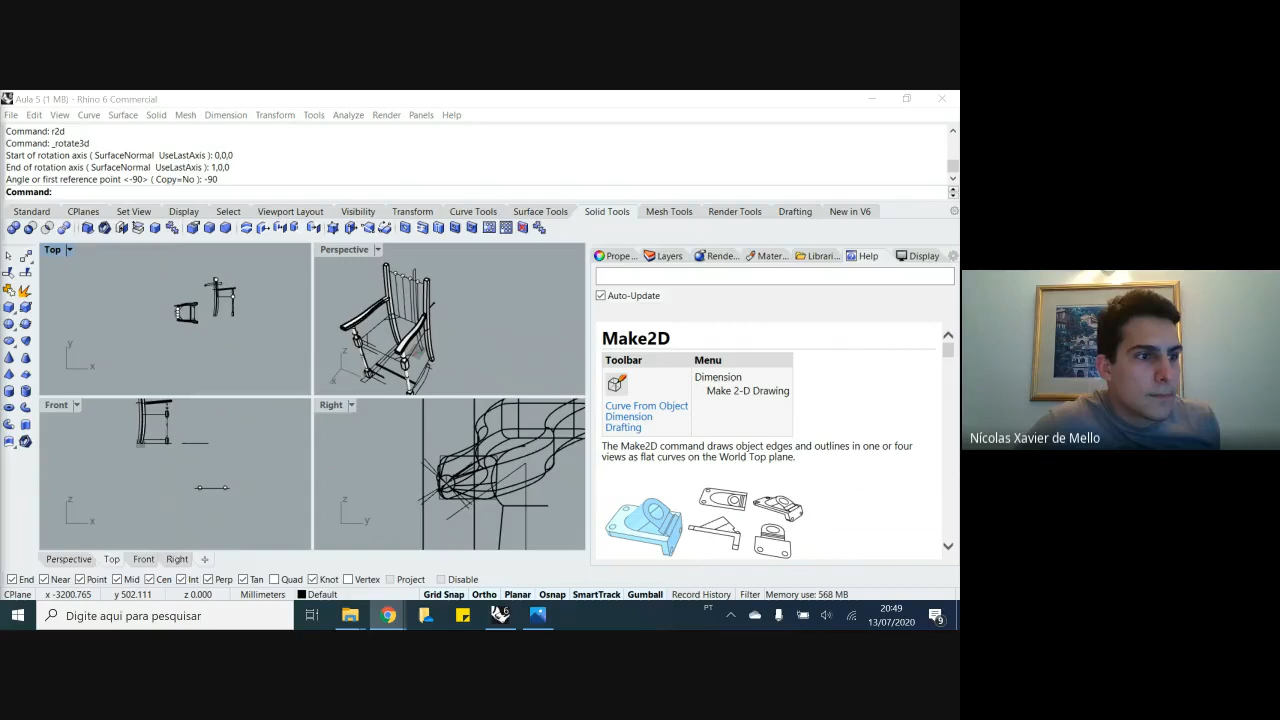 Aula 5 (1 MB) - Rhino 6 Commercial
File Edit View Curve Surface Solid Mesh Dimension Transform Tools Analyze Render Panels Help
Command: r2d
Command: _rotate3d
Start of rotation axis ( SurfaceNormal UseLastAxis ): 0,0,0
End of rotation axis ( SurfaceNormal UseLastAxis ): 1,0,0
Angle or first reference point <-90> ( Copy=No ): -90
Command:
Standard CPlanes Set View Display Select Viewport Layout Visibility Transform Curve Tools Surface Tools Solid Tools Mesh Tools Render Tools Drafting New in V6
Top
Perspective
Prope... Layers Rende... Mater... Librari... Help Display
Auto-Update
Make2D
Toolbar Menu
Dimension
Make 2-D Drawing
Curve From Object
Dimension
Drafting
The Make2D command draws object edges and outlines in one or four
views as flat curves on the World Top plane.
y
x
z
x
Front
Right
z
x
z
y
Perspective Top Front Right
End Near Point Mid Cen Int Perp Tan Quad Knot Vertex Project Disable
CPlane x -3200.765 y 502.111 z 0.000 Millimeters Default Grid Snap Ortho Planar Osnap SmartTrack Gumball Record History Filter Memory use: 568 MB
Digite aqui para pesquisar
PT
20:49
13/07/2020
9
Nícolas Xavier de Mello